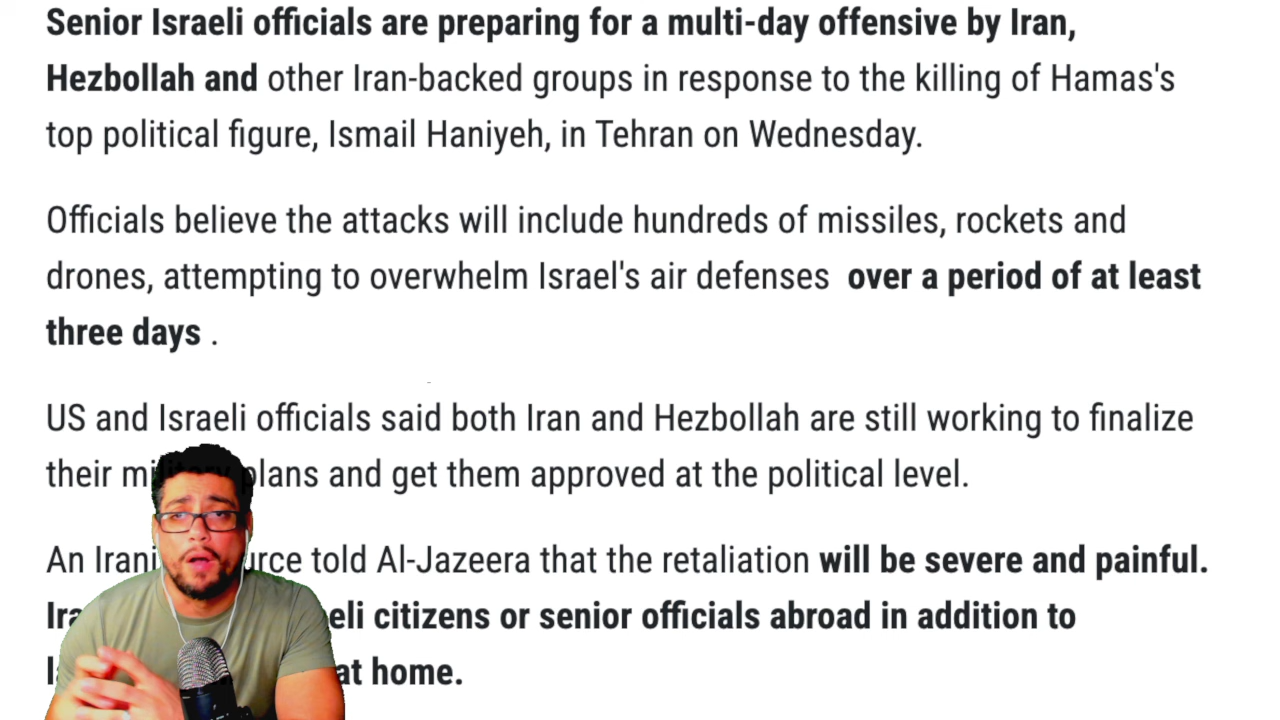 Senior Israeli officials are preparing for a multi-day offensive by Iran,
Hezbollah and other Iran-backed groups in response to the killing of Hamas's
top political figure, Ismail Haniyeh, in Tehran on Wednesday.
Officials believe the attacks will include hundreds of missiles, rockets and
drones, attempting to overwhelm Israel's air defenses over a period of at least
three days .
US and Israeli officials said both Iran and Hezbollah are still working to finalize
their military plans and get them approved at the political level.
An told Al-Jazeera that the retaliation will be severe and painful.
citizens or senior officials abroad in addition to
at home.